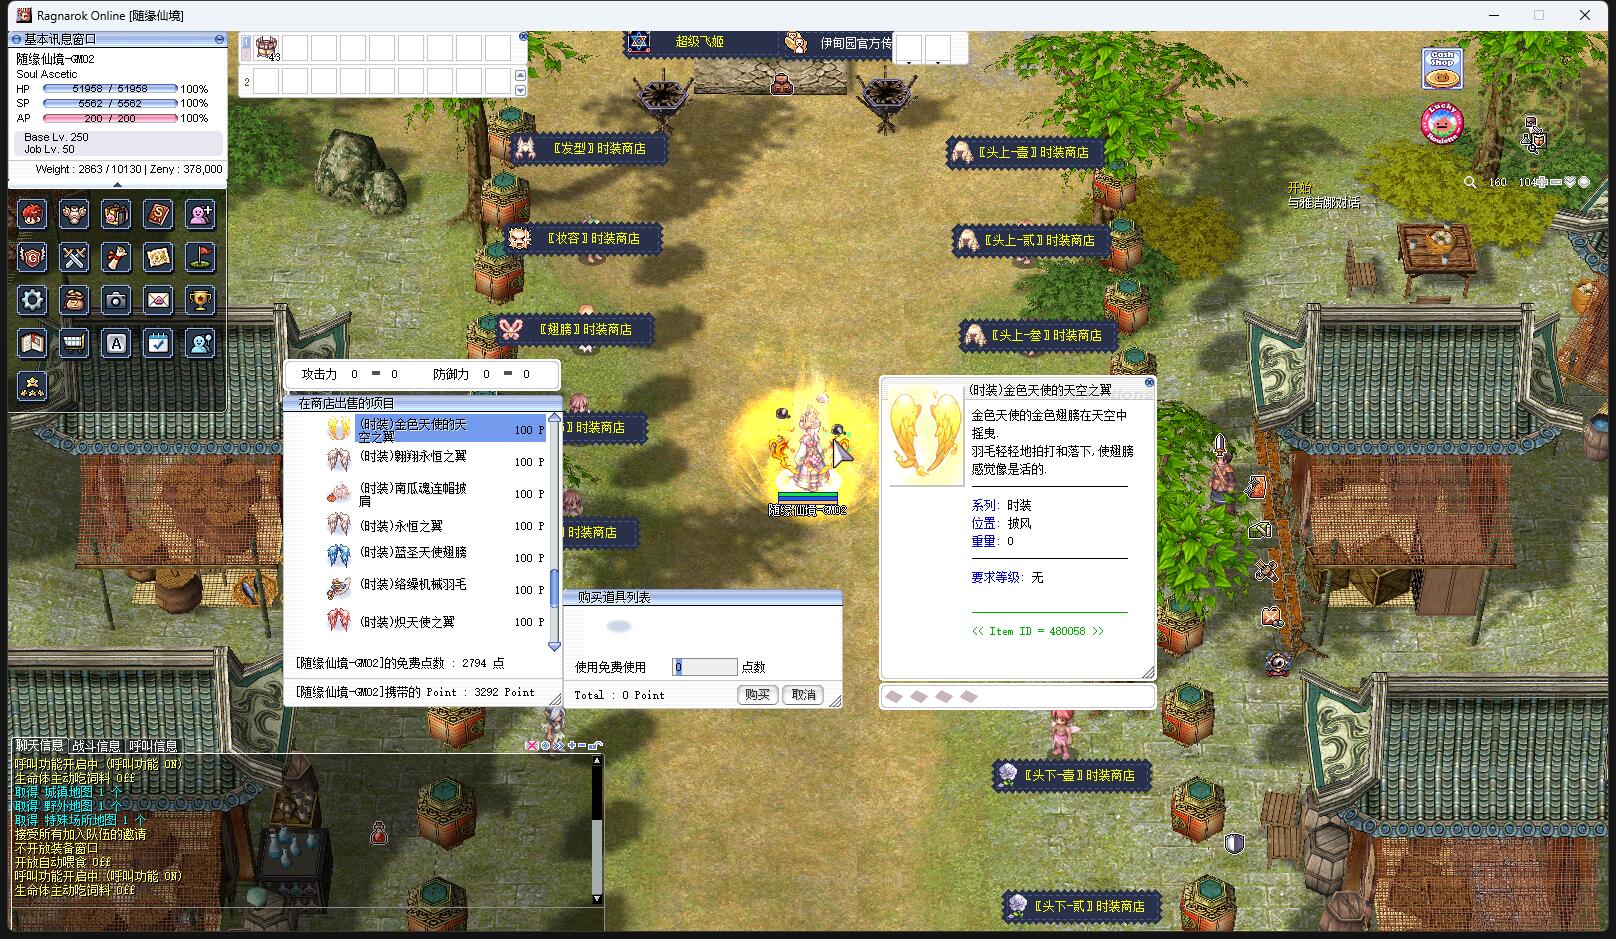 Ragnarok Online [随缘仙境]
基本讯息窗口
随缘仙境-GM02
Soul Ascetic
HP 51958 / 51958 100%
SP 5562 / 5562 100%
AP 200 / 200 100%
Base Lv. 250
Job Lv. 50
Weight : 2863 / 10130 | Zeny : 378,000
1
43
2
超级飞姬
伊甸园官方传
Cash Shop
Lucky Roulette
160 104
开始
与雅吉娜对话
〖发型〗时装商店
〖妆容〗时装商店
〖翅膀〗时装商店
〗时装商店
〗时装商店
〖头上-壹〗时装商店
〖头上-贰〗时装商店
〖头上-叁〗时装商店
〖头下-壹〗时装商店
〖头下-贰〗时装商店
攻击力 0 = 0 防御力 0 = 0
在商店出售的项目
(时装)金色天使的天
空之翼
100 P
(时装)翱翔永恒之翼 100 P
(时装)南瓜魂连帽披
肩
100 P
(时装)永恒之翼 100 P
(时装)蓝圣天使翅膀 100 P
(时装)络缲机械羽毛 100 P
(时装)炽天使之翼 100 P
[随缘仙境-GM02]的免费点数 : 2794 点
[随缘仙境-GM02]携带的 Point : 3292 Point
购买道具列表
使用免费使用 0 点数
Total : 0 Point 购买 取消
随缘仙境-GM02
(时装)金色天使的天空之翼
金色天使的金色翅膀在天空中
摇曳.
羽毛轻轻地拍打和落下, 使翅膀
感觉像是活的.
系列: 时装
位置: 披风
重量: 0
要求等级: 无
<< Item ID = 480058 >>
聊天信息 战斗信息 呼叫信息
呼叫功能开启中 (呼叫功能 ON)
生命体主动吃饲料 Off
取得 城镇地图 1 个
取得 野外地图 1 个
取得 特殊场所地图 1 个
接受所有加入队伍的邀请
不开放装备窗口
开放自动喂食 Off
呼叫功能开启中 (呼叫功能 ON)
生命体主动吃饲料 Off